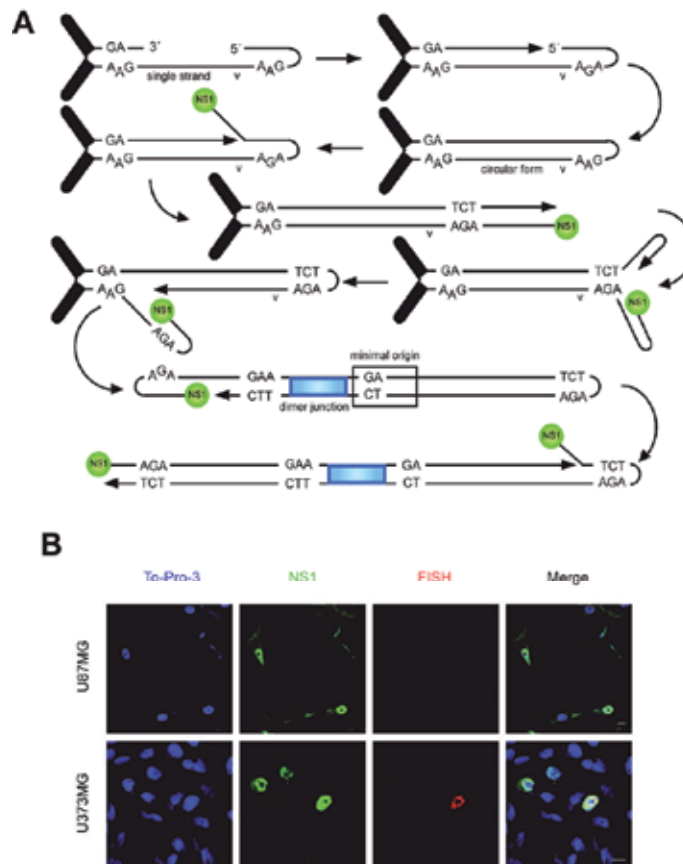 A
GA 3´ 5´
AAG single strand v AAG
GA 5´
AAG v AGA
NS1
GA
AAG v AGA
GA
AAG circular form v AAG
GA TCT
AAG v AGA NS1
GA TCT
AAG v AGA
NS1
AGA
GA TCT
AAG v AGA
NS1
minimal origin
AGA GAA GA TCT
NS1 CTT dimer junction CT AGA
NS1
NS1 AGA GAA GA TCT
TCT CTT CT AGA
B
To-Pro-3 NS1 FISH Merge
U87MG
U373MG